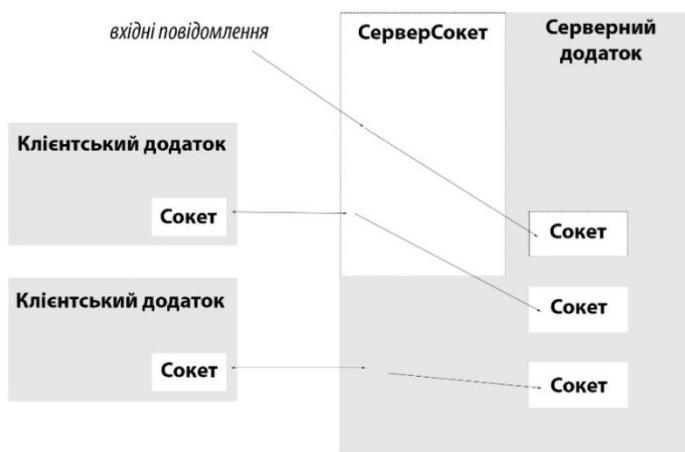 вхідні повідомлення
СерверСокет
Серверний
додаток
Клієнтський додаток
Сокет
Клієнтський додаток
Сокет
Сокет
Сокет
Сокет